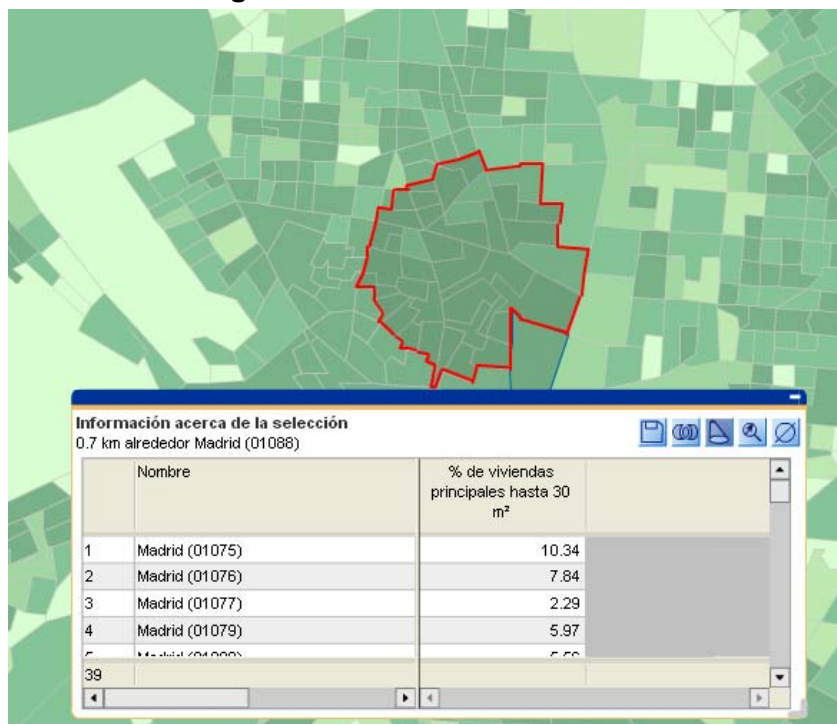 Información acerca de la selección
0.7 km alrededor Madrid (01088)
Nombre
% de viviendas
principales hasta 30
m²
1 Madrid (01075) 10.34
2 Madrid (01076) 7.84
3 Madrid (01077) 2.29
4 Madrid (01079) 5.97
39